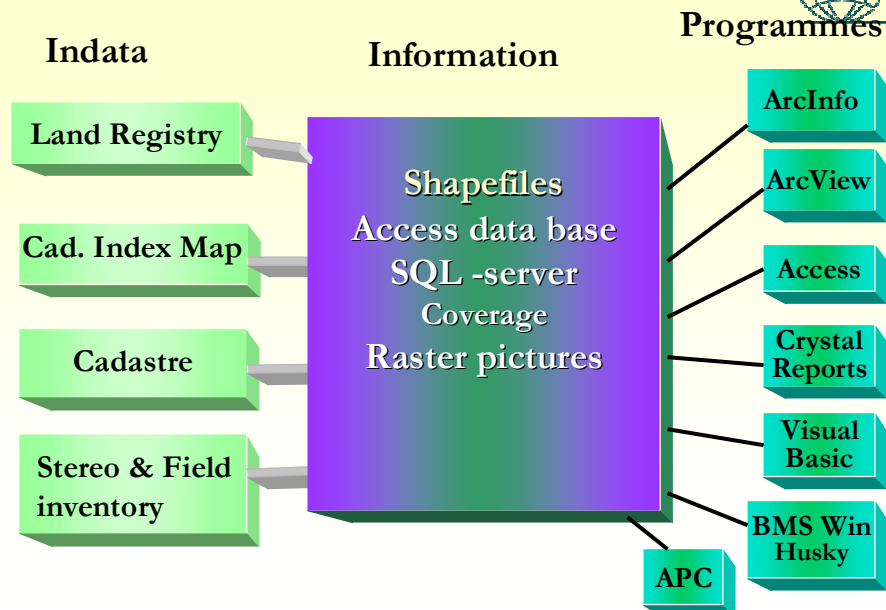 Indata
Information
Programmes
Land Registry
Cad. Index Map
Cadastre
Stereo & Field
inventory
Shapefiles
Access data base
SQL -server
Coverage
Raster pictures
ArcInfo
ArcView
Access
Crystal
Reports
Visual
Basic
BMS Win
Husky
APC